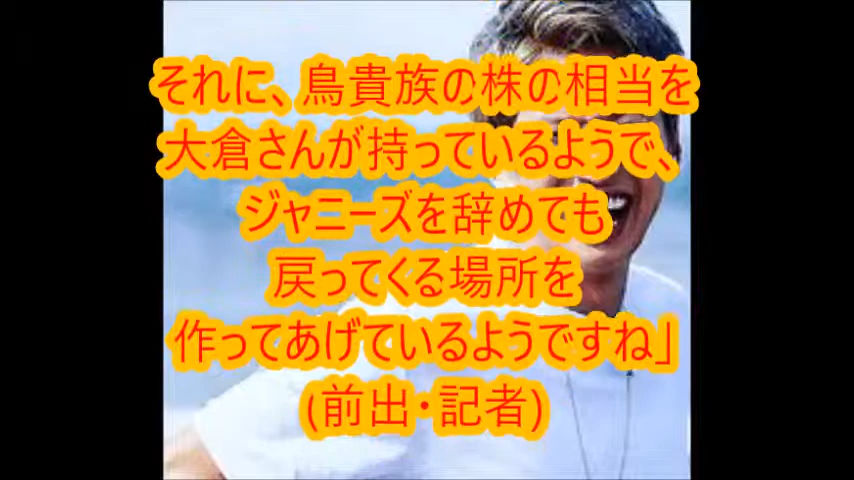 それに、鳥貴族の株の相当を
大倉さんが持っているようで、
ジャニーズを辞めても
戻ってくる場所を
作ってあげているようですね」
(前出・記者)